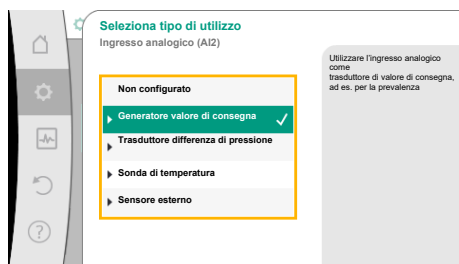 Seleziona tipo di utilizzo
Ingresso analogico (AI2)
Non configurato
Generatore valore di consegna
Trasduttore differenza di pressione
Sonda di temperatura
Sensore esterno
Utilizzare l'ingresso analogico
come
trasduttore di valore di consegna,
ad es. per la prevalenza